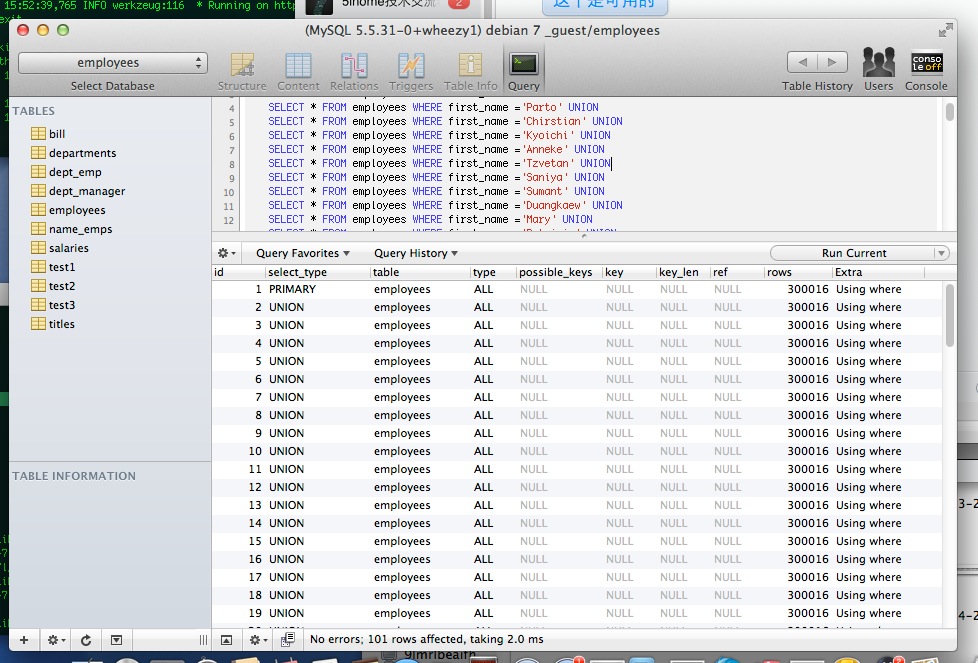 15:52:39,765 INFO werkzeug:116 * Running on http
51home技术交流
2
这个是可用的
(MySQL 5.5.31-0+wheezy1) debian 7 _guest/employees
employees
Select Database
Structure
Content
Relations
Triggers
Table Info
Query
Table History
Users
conso
le off
Console
TABLES
bill
departments
dept_emp
dept_manager
employees
name_emps
salaries
test1
test2
test3
titles
TABLE INFORMATION
4 SELECT * FROM employees WHERE first_name ='Parto' UNION
5 SELECT * FROM employees WHERE first_name ='Chirstian' UNION
6 SELECT * FROM employees WHERE first_name ='Kyoichi' UNION
7 SELECT * FROM employees WHERE first_name ='Anneke' UNION
8 SELECT * FROM employees WHERE first_name ='Tzvetan' UNION
9 SELECT * FROM employees WHERE first_name ='Saniya' UNION
10 SELECT * FROM employees WHERE first_name ='Sumant' UNION
11 SELECT * FROM employees WHERE first_name ='Duangkaew' UNION
12 SELECT * FROM employees WHERE first_name ='Mary' UNION
Query Favorites ▼ Query History ▼ Run Current
id select_type table type possible_keys key key_len ref rows Extra
1 PRIMARY employees ALL NULL NULL NULL NULL 300016 Using where
2 UNION employees ALL NULL NULL NULL NULL 300016 Using where
3 UNION employees ALL NULL NULL NULL NULL 300016 Using where
4 UNION employees ALL NULL NULL NULL NULL 300016 Using where
5 UNION employees ALL NULL NULL NULL NULL 300016 Using where
6 UNION employees ALL NULL NULL NULL NULL 300016 Using where
7 UNION employees ALL NULL NULL NULL NULL 300016 Using where
8 UNION employees ALL NULL NULL NULL NULL 300016 Using where
9 UNION employees ALL NULL NULL NULL NULL 300016 Using where
10 UNION employees ALL NULL NULL NULL NULL 300016 Using where
11 UNION employees ALL NULL NULL NULL NULL 300016 Using where
12 UNION employees ALL NULL NULL NULL NULL 300016 Using where
13 UNION employees ALL NULL NULL NULL NULL 300016 Using where
14 UNION employees ALL NULL NULL NULL NULL 300016 Using where
15 UNION employees ALL NULL NULL NULL NULL 300016 Using where
16 UNION employees ALL NULL NULL NULL NULL 300016 Using where
17 UNION employees ALL NULL NULL NULL NULL 300016 Using where
18 UNION employees ALL NULL NULL NULL NULL 300016 Using where
19 UNION employees ALL NULL NULL NULL NULL 300016 Using where
No errors; 101 rows affected, taking 2.0 ms